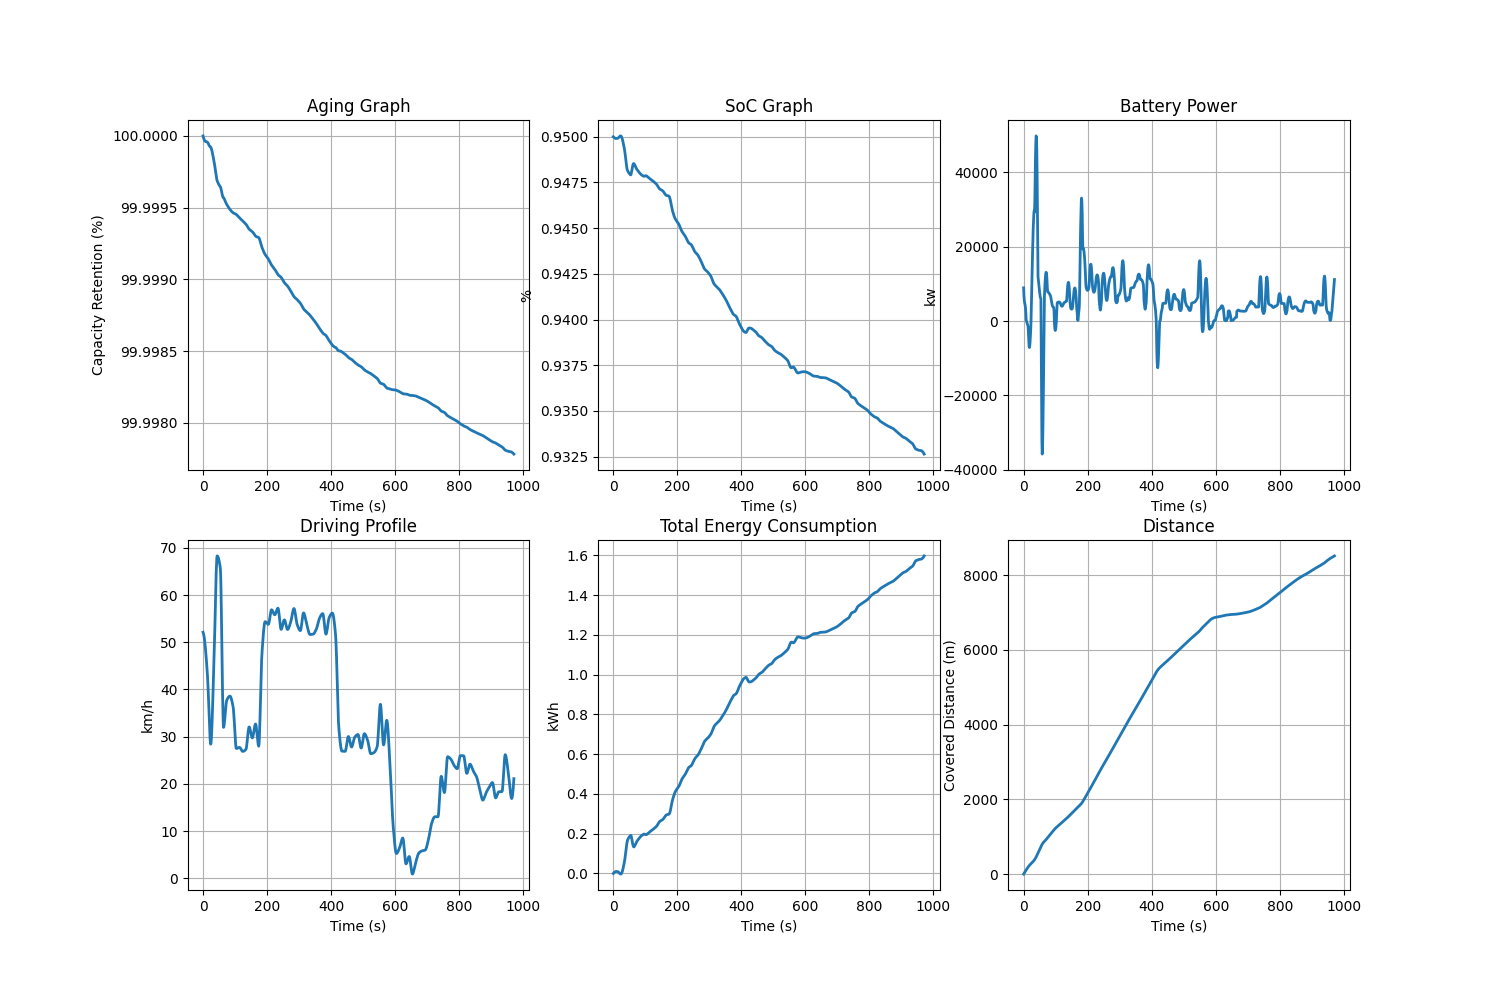 Aging Graph
Capacity Retention (%)
100.0000
99.9995
99.9990
99.9985
99.9980
0 200 400 600 800 1000
Time (s)
SoC Graph
%
0.9500
0.9475
0.9450
0.9425
0.9400
0.9375
0.9350
0.9325
0 200 400 600 800 1000
Time (s)
Battery Power
kw
40000
20000
0
−20000
−40000
0 200 400 600 800 1000
Time (s)
Driving Profile
km/h
70
60
50
40
30
20
10
0
0 200 400 600 800 1000
Time (s)
Total Energy Consumption
kWh
1.6
1.4
1.2
1.0
0.8
0.6
0.4
0.2
0.0
0 200 400 600 800 1000
Time (s)
Distance
Covered Distance (m)
8000
6000
4000
2000
0
0 200 400 600 800 1000
Time (s)